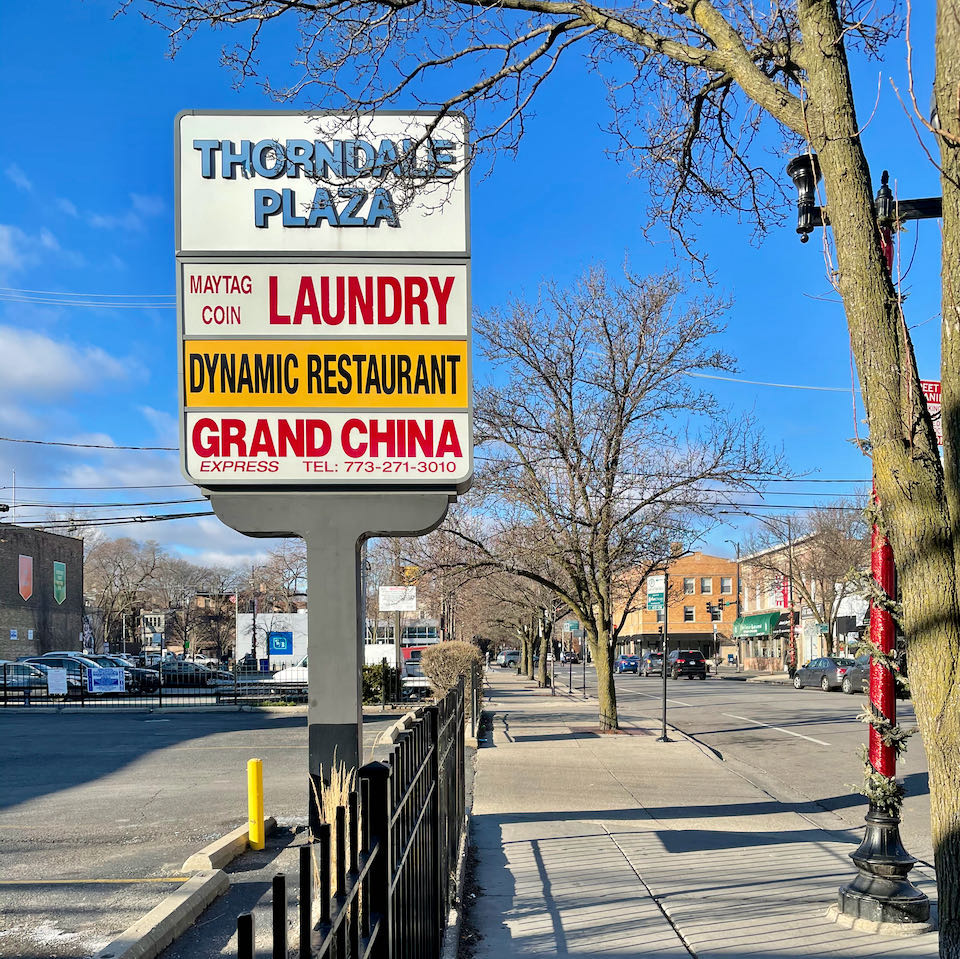 THORNDALE
PLAZA
MAYTAG
COIN
LAUNDRY
DYNAMIC RESTAURANT
GRAND CHINA
EXPRESS TEL: 773-271-3010